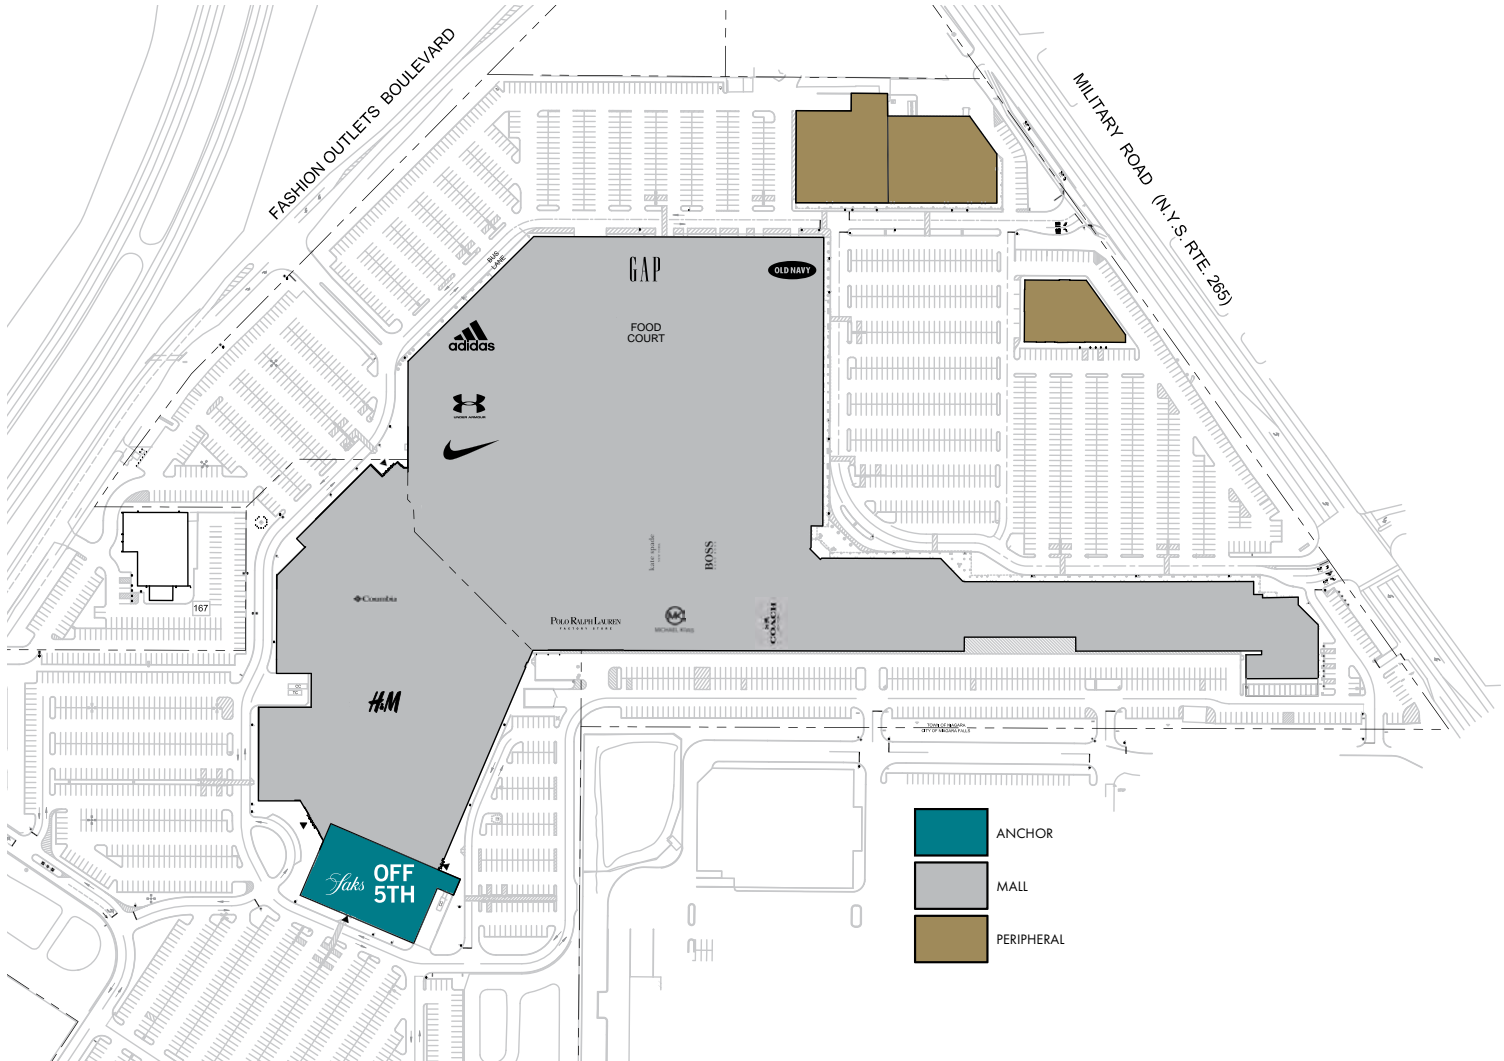 FASHION OUTLETS BOULEVARD
MILITARY ROAD (N.Y.S. RTE. 265)
BUS
LANE
GAP
OLD NAVY
FOOD
COURT
adidas
UNDER ARMOUR
kate spade
BOSS
Columbia
167
POLO RALPH LAUREN
FACTORY STORE
MK
MICHAEL KORS
COACH
H&M
TOWN OF NIAGARA
CITY OF NIAGARA FALLS
Saks
OFF
5TH
ANCHOR
MALL
PERIPHERAL